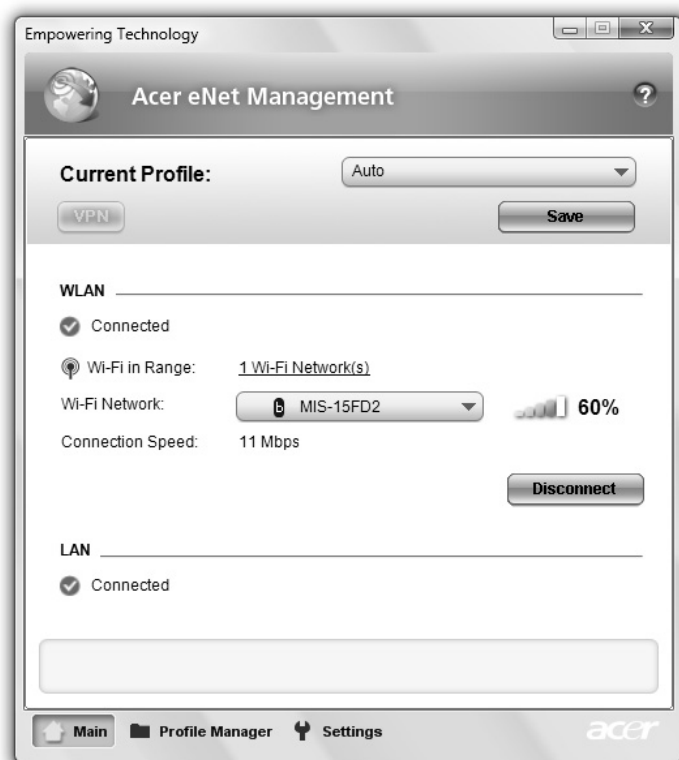 Empowering Technology
Acer eNet Management
?
Current Profile:
Auto
VPN
Save
WLAN
Connected
Wi-Fi in Range: 1 Wi-Fi Network(s)
Wi-Fi Network: b MIS-15FD2 60%
Connection Speed: 11 Mbps
Disconnect
LAN
Connected
Main Profile Manager Settings
acer